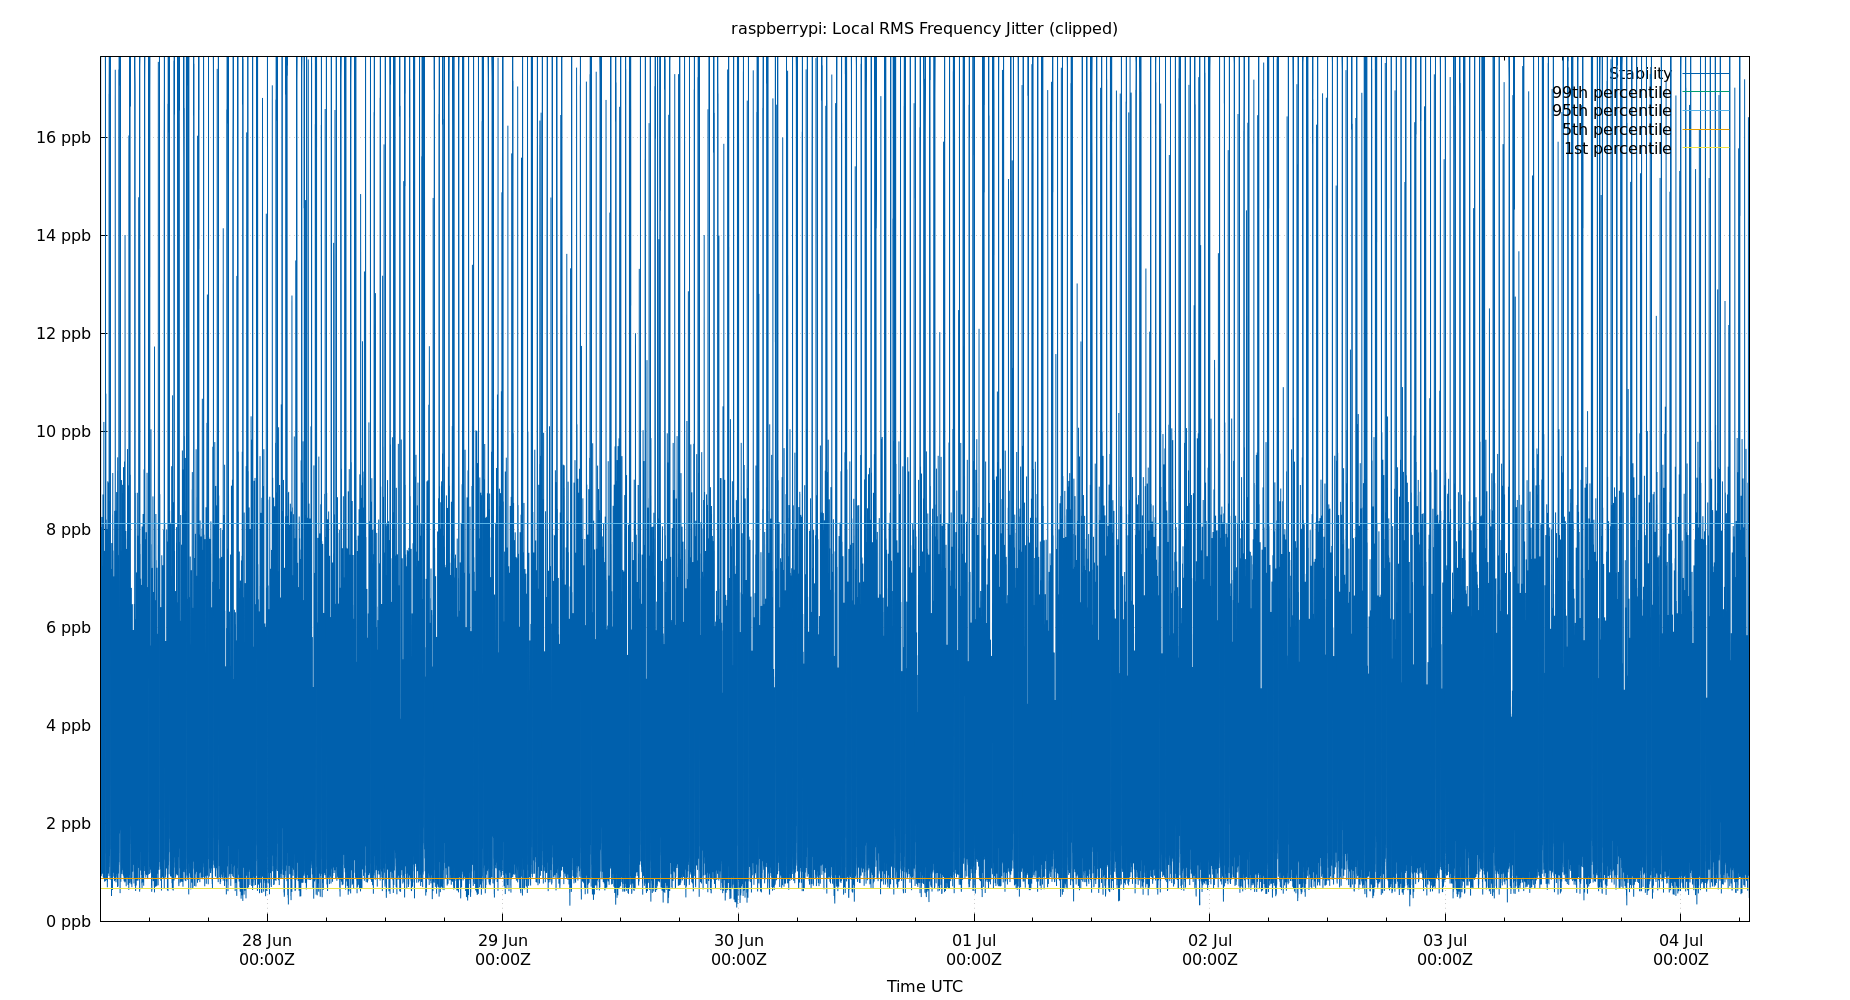 raspberrypi: Local RMS Frequency Jitter (clipped)
Stability
99th percentile
95th percentile
5th percentile
1st percentile
16 ppb
14 ppb
12 ppb
10 ppb
8 ppb
6 ppb
4 ppb
2 ppb
0 ppb
28 Jun 29 Jun 30 Jun 01 Jul 02 Jul 03 Jul 04 Jul
00:00Z 00:00Z 00:00Z 00:00Z 00:00Z 00:00Z 00:00Z
Time UTC